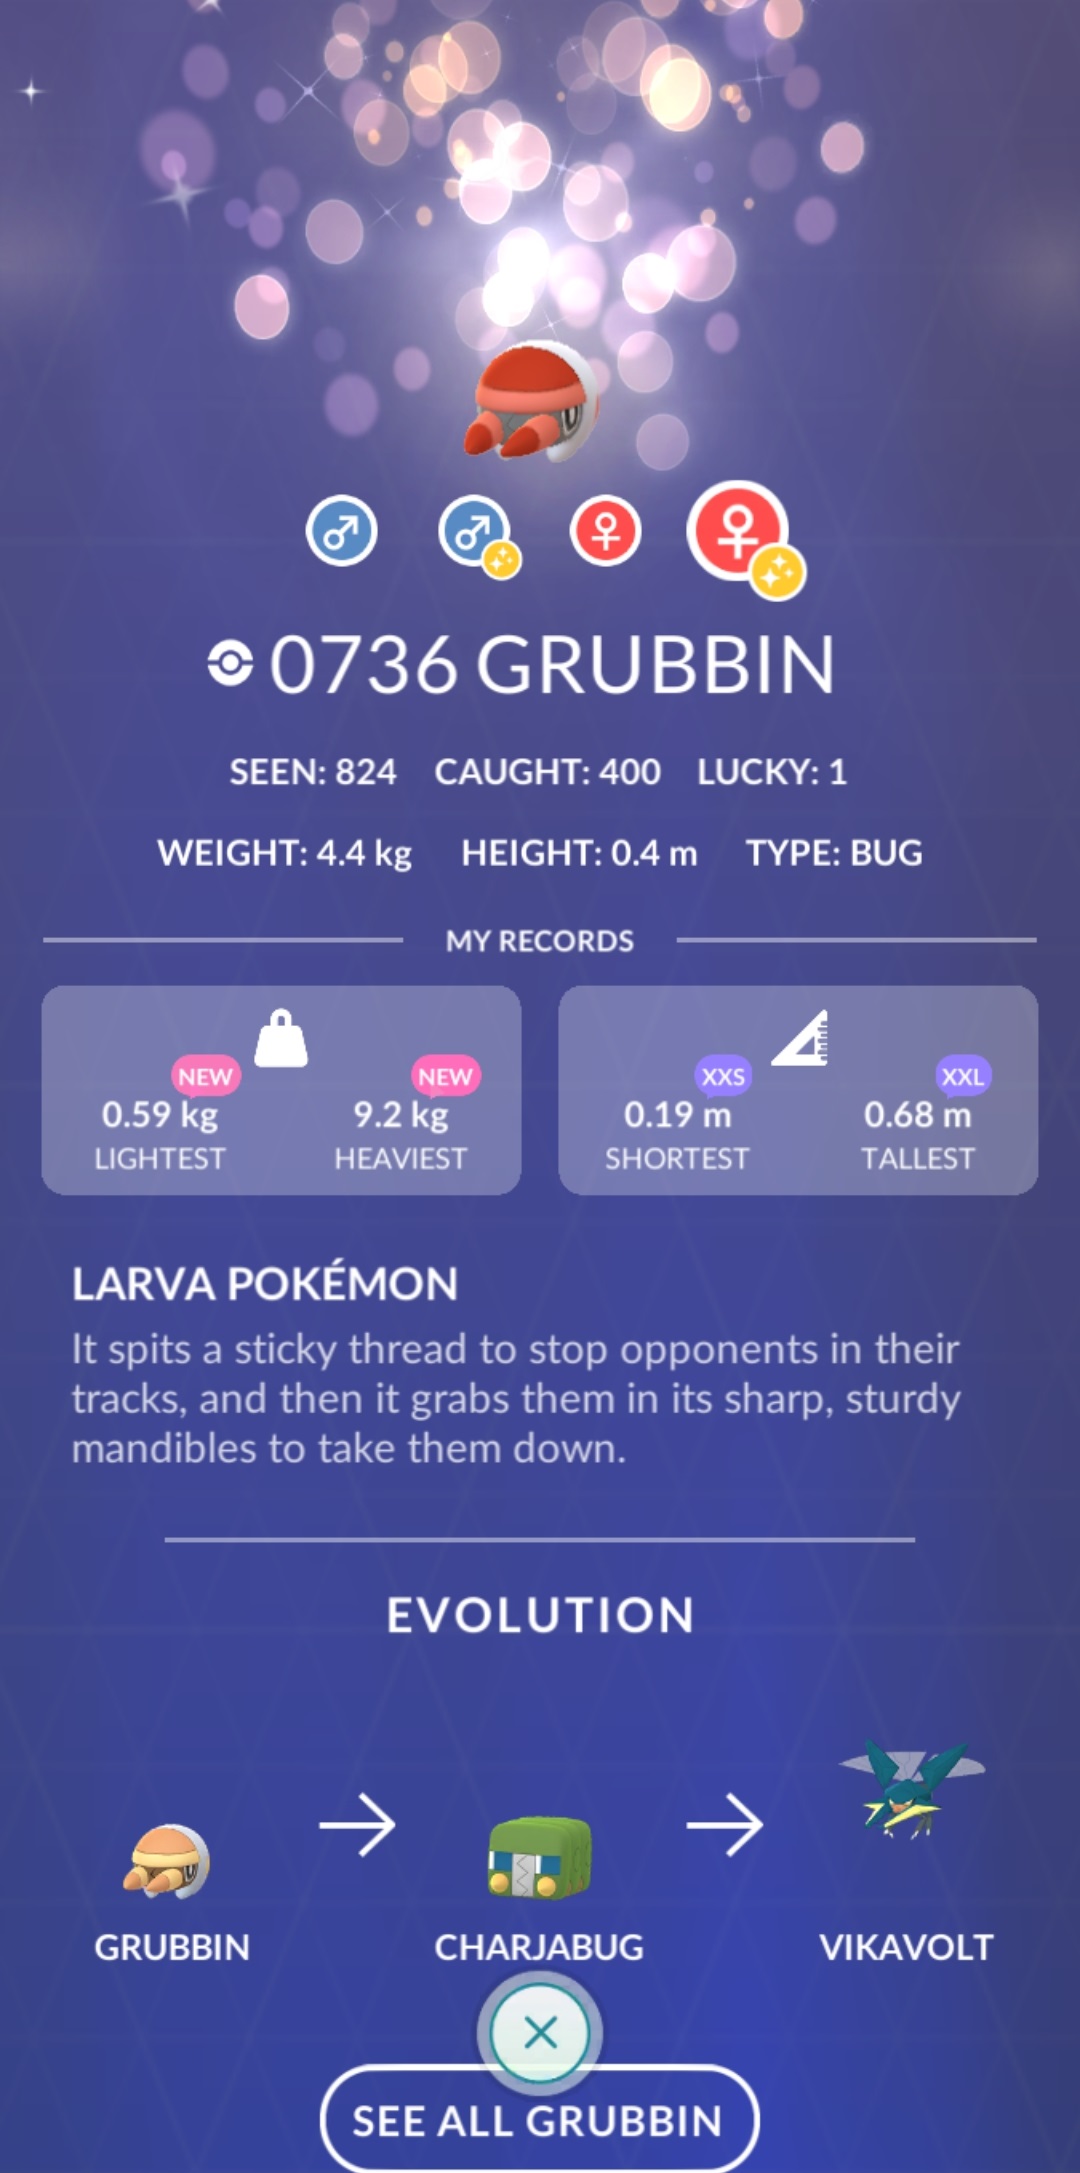 0736 GRUBBIN
SEEN: 824 CAUGHT: 400 LUCKY: 1
WEIGHT: 4.4 kg HEIGHT: 0.4 m TYPE: BUG
MY RECORDS
NEW NEW XXS XXL
0.59 kg 9.2 kg 0.19 m 0.68 m
LIGHTEST HEAVIEST SHORTEST TALLEST
LARVA POKÉMON
It spits a sticky thread to stop opponents in their
tracks, and then it grabs them in its sharp, sturdy
mandibles to take them down.
EVOLUTION
GRUBBIN CHARJABUG VIKAVOLT
SEE ALL GRUBBIN